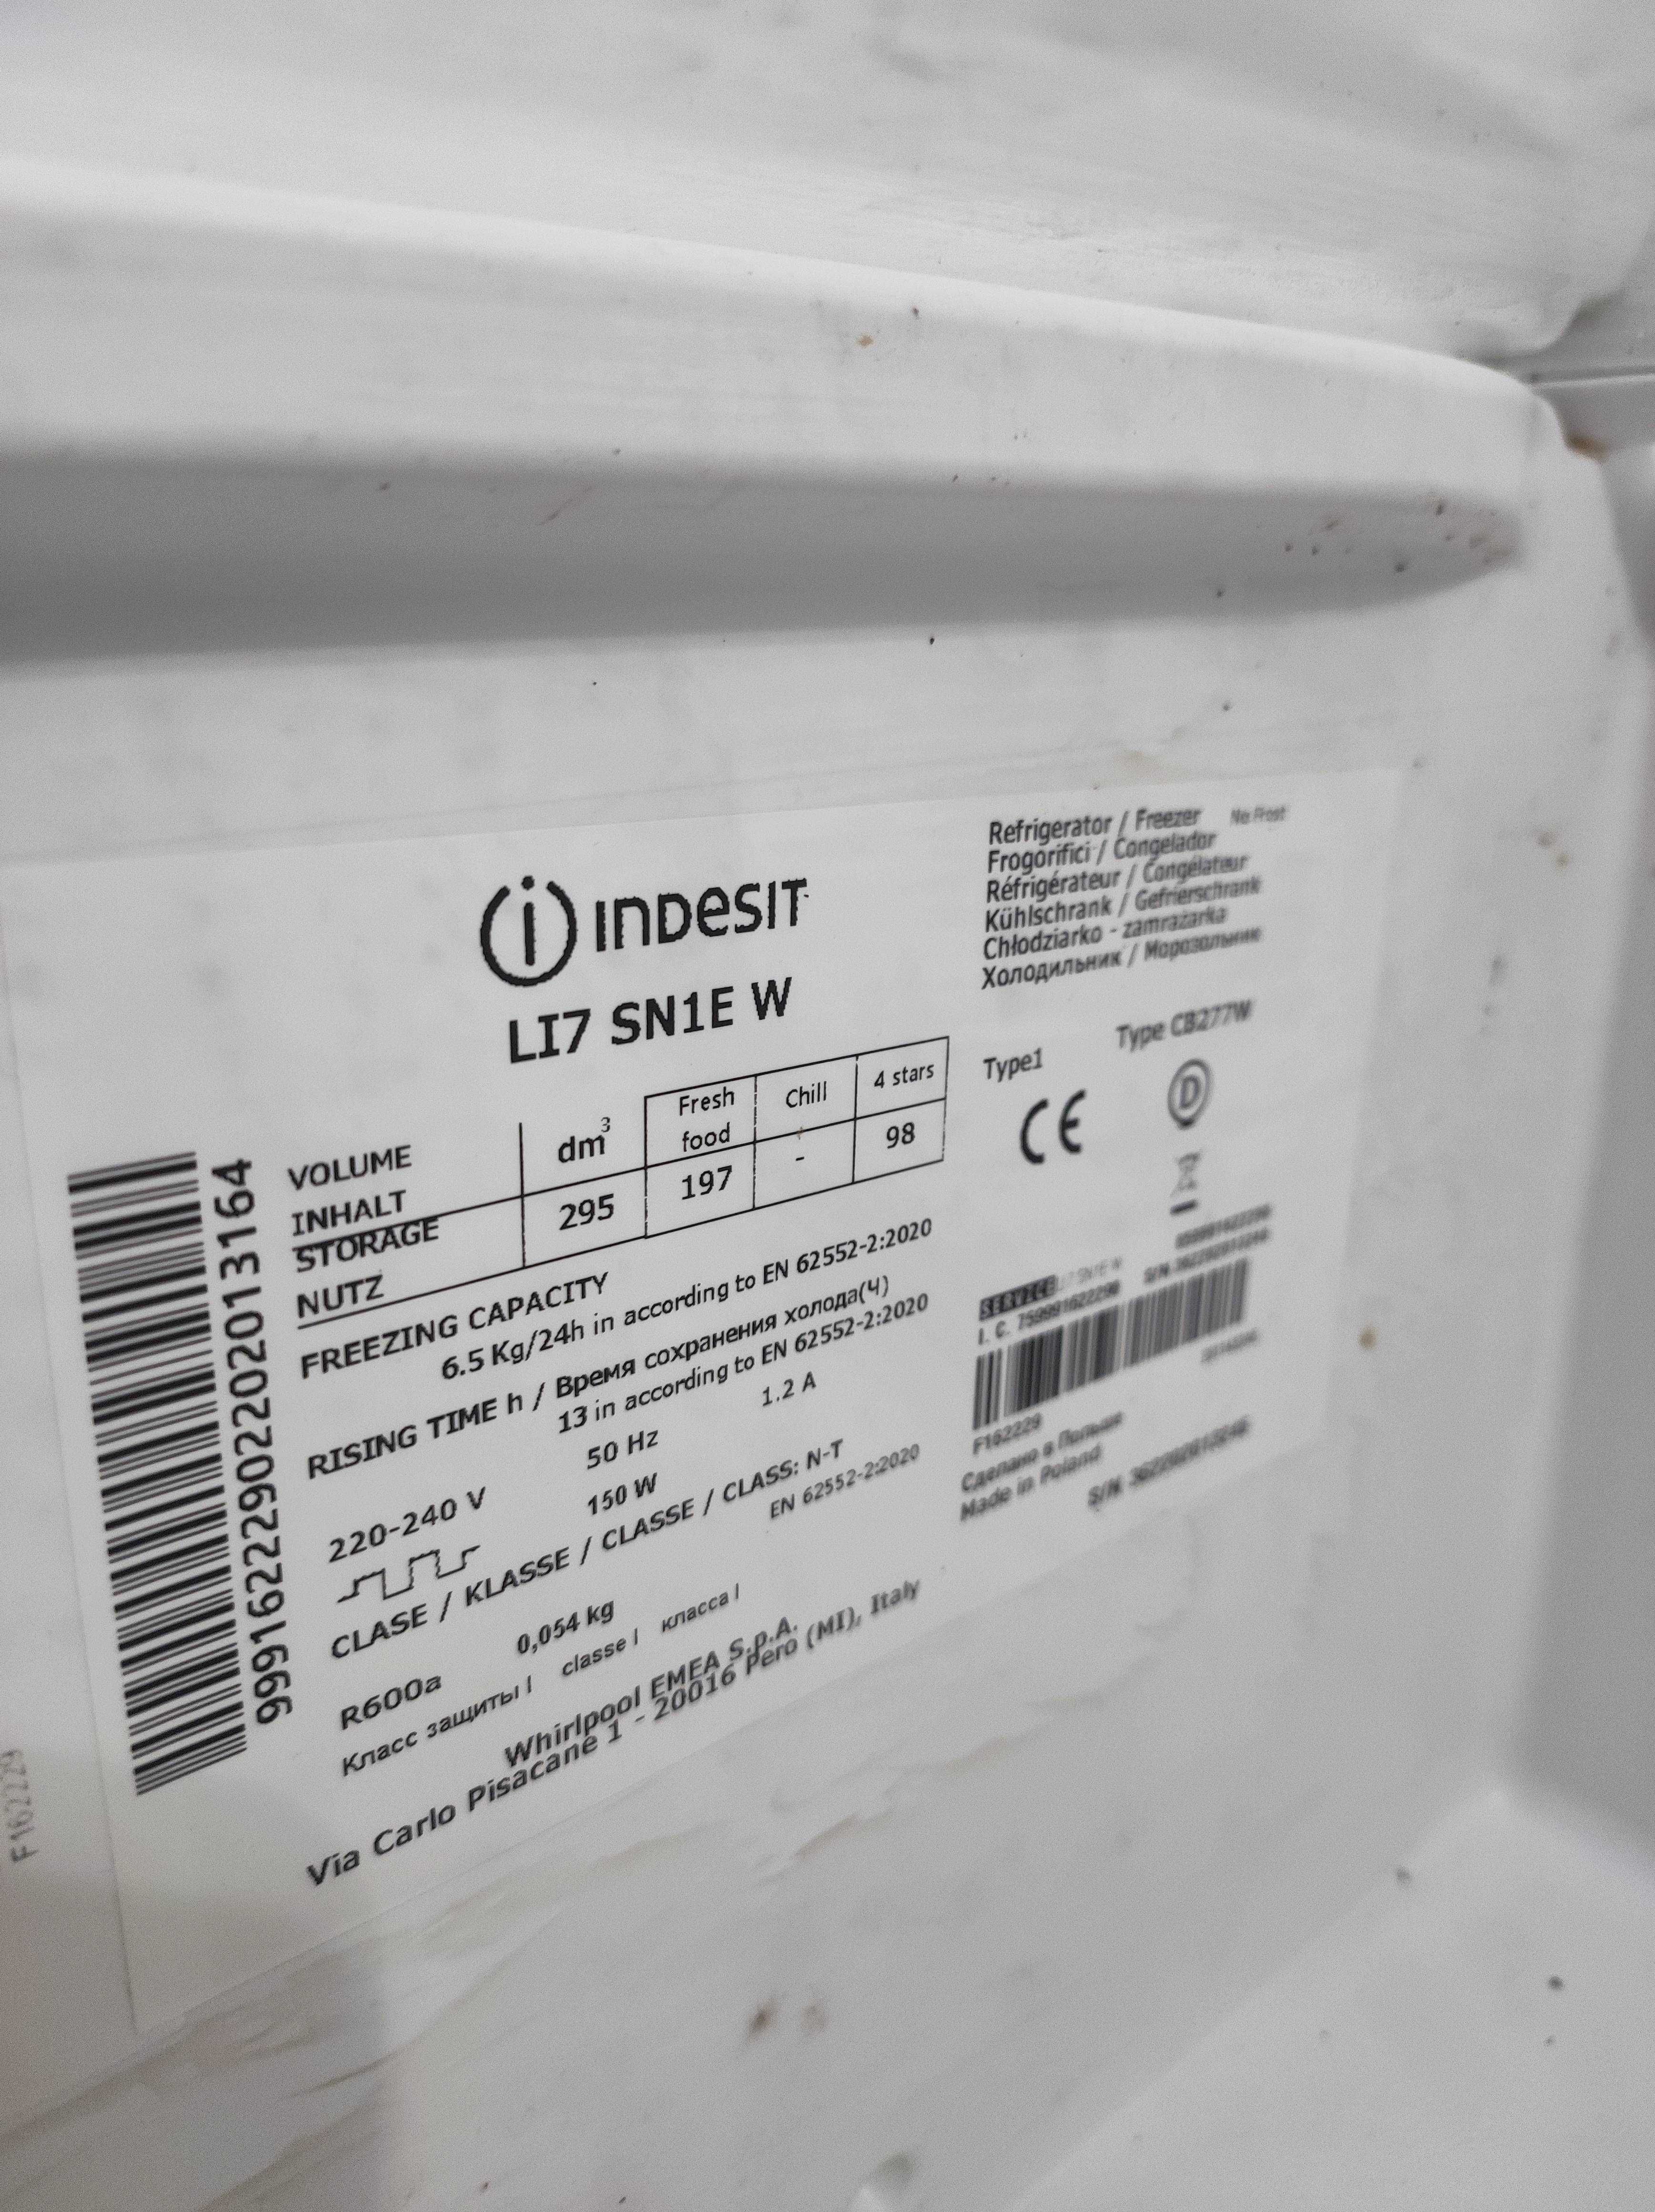 INDESIT
LI7 SN1E W
VOLUME
INHALT
STORAGE
NUTZ
dm³ Fresh food Chill 4 stars
295 197 - 98
FREEZING CAPACITY
6.5 Kg/24h in according to EN 62552-2:2020
RISING TIME h / Время сохранения холода(Ч)
13 in according to EN 62552-2:2020
220-240 V 50 Hz 1.2 A
150 W
CLASE / KLASSE / CLASSE / CLASS: N-T
EN 62552-2:2020
R600a 0,054 kg
Класс защиты I classe I класса I
Whirlpool EMEA S.p.A.
Via Carlo Pisacane 1 - 20016 Pero (MI), Italy
99916222902202013164
Refrigerator / Freezer No Frost
Frogorifici / Congelador
Réfrigérateur / Congélateur
Kühlschrank / Gefrierschrank
Chłodziarko - zamrażarka
Холодильник / Морозольник
Type1 Type CB277W
CE D
SERVICE
F162229
Сделано в Польше
Made in Poland
F162229